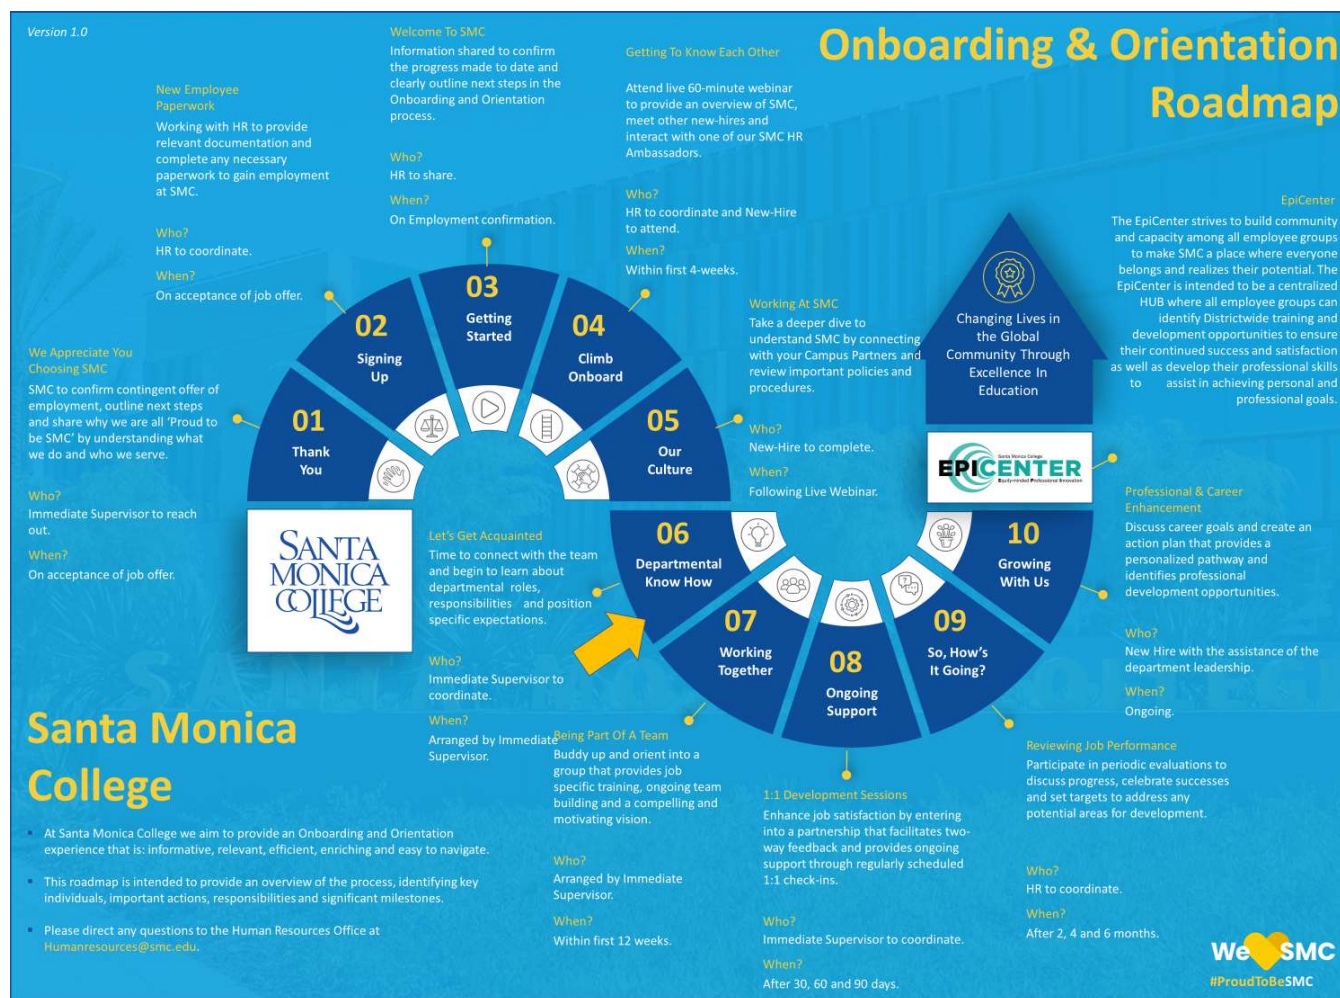 Version 1.0
Onboarding & Orientation
Roadmap
We Appreciate You
Choosing SMC
SMC to confirm contingent offer of
employment, outline next steps
and share why we are all ‘Proud to
be SMC’ by understanding what
we do and who we serve.
Who?
Immediate Supervisor to reach
out.
When?
On acceptance of job offer.
New Employee
Paperwork
Working with HR to provide
relevant documentation and
complete any necessary
paperwork to gain employment
at SMC.
Who?
HR to coordinate.
When?
On acceptance of job offer.
Welcome To SMC
Information shared to confirm
the progress made to date and
clearly outline next steps in the
Onboarding and Orientation
process.
Who?
HR to share.
When?
On Employment confirmation.
Getting To Know Each Other
Attend live 60-minute webinar
to provide an overview of SMC,
meet other new-hires and
interact with one of our SMC HR
Ambassadors.
Who?
HR to coordinate and New-Hire
to attend.
When?
Within first 4-weeks.
Working At SMC
Take a deeper dive to
understand SMC by connecting
with your Campus Partners and
review important policies and
procedures.
Who?
New-Hire to complete.
When?
Following Live Webinar.
01
Thank
You
02
Signing
Up
03
Getting
Started
04
Climb
Onboard
05
Our
Culture
Changing Lives in
the Global
Community Through
Excellence In
Education
EpiCenter
The EpiCenter strives to build community
and capacity among all employee groups
to make SMC a place where everyone
belongs and realizes their potential. The
EpiCenter is intended to be a centralized
HUB where all employee groups can
identify Districtwide training and
development opportunities to ensure
their continued success and satisfaction
as well as develop their professional skills
to assist in achieving personal and
professional goals.
Santa Monica College
EPICENTER
Equity-minded Professional Innovation
SANTA
MONICA
COLLEGE
06
Departmental
Know How
07
Working
Together
08
Ongoing
Support
09
So, How’s
It Going?
10
Growing
With Us
Let’s Get Acquainted
Time to connect with the team
and begin to learn about
departmental roles,
responsibilities and position
specific expectations.
Who?
Immediate Supervisor to
coordinate.
When?
Arranged by Immediate
Supervisor.
Being Part Of A Team
Buddy up and orient into a
group that provides job
specific training, ongoing team
building and a compelling and
motivating vision.
Who?
Arranged by Immediate
Supervisor.
When?
Within first 12 weeks.
1:1 Development Sessions
Enhance job satisfaction by entering
into a partnership that facilitates two-
way feedback and provides ongoing
support through regularly scheduled
1:1 check-ins.
Who?
Immediate Supervisor to coordinate.
When?
After 30, 60 and 90 days.
Reviewing Job Performance
Participate in periodic evaluations to
discuss progress, celebrate successes
and set targets to address any
potential areas for development.
Who?
HR to coordinate.
When?
After 2, 4 and 6 months.
Professional & Career
Enhancement
Discuss career goals and create an
action plan that provides a
personalized pathway and
identifies professional
development opportunities.
Who?
New Hire with the assistance of the
department leadership.
When?
Ongoing.
Santa Monica
College
At Santa Monica College we aim to provide an Onboarding and Orientation
experience that is: informative, relevant, efficient, enriching and easy to navigate.
This roadmap is intended to provide an overview of the process, identifying key
individuals, important actions, responsibilities and significant milestones.
Please direct any questions to the Human Resources Office at
Humanresources@smc.edu.
We SMC
#ProudToBeSMC